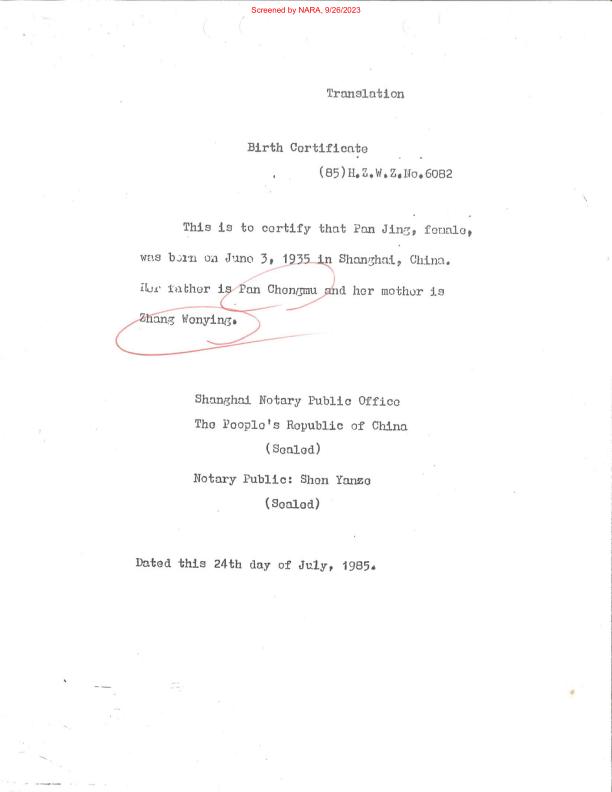 Screened by NARA, 9/26/2023
Translation
Birth Certificate
(85)H.Z.W.Z.No.6082
This is to certify that Pan Jing, female,
was born on June 3, 1935 in Shanghai, China.
Her father is Pan Chengmu and her mother is
Zhang Wenying.
Shanghai Notary Public Office
The People's Republic of China
(Sealed)
Notary Public: Shen Yanze
(Sealed)
Dated this 24th day of July, 1985.